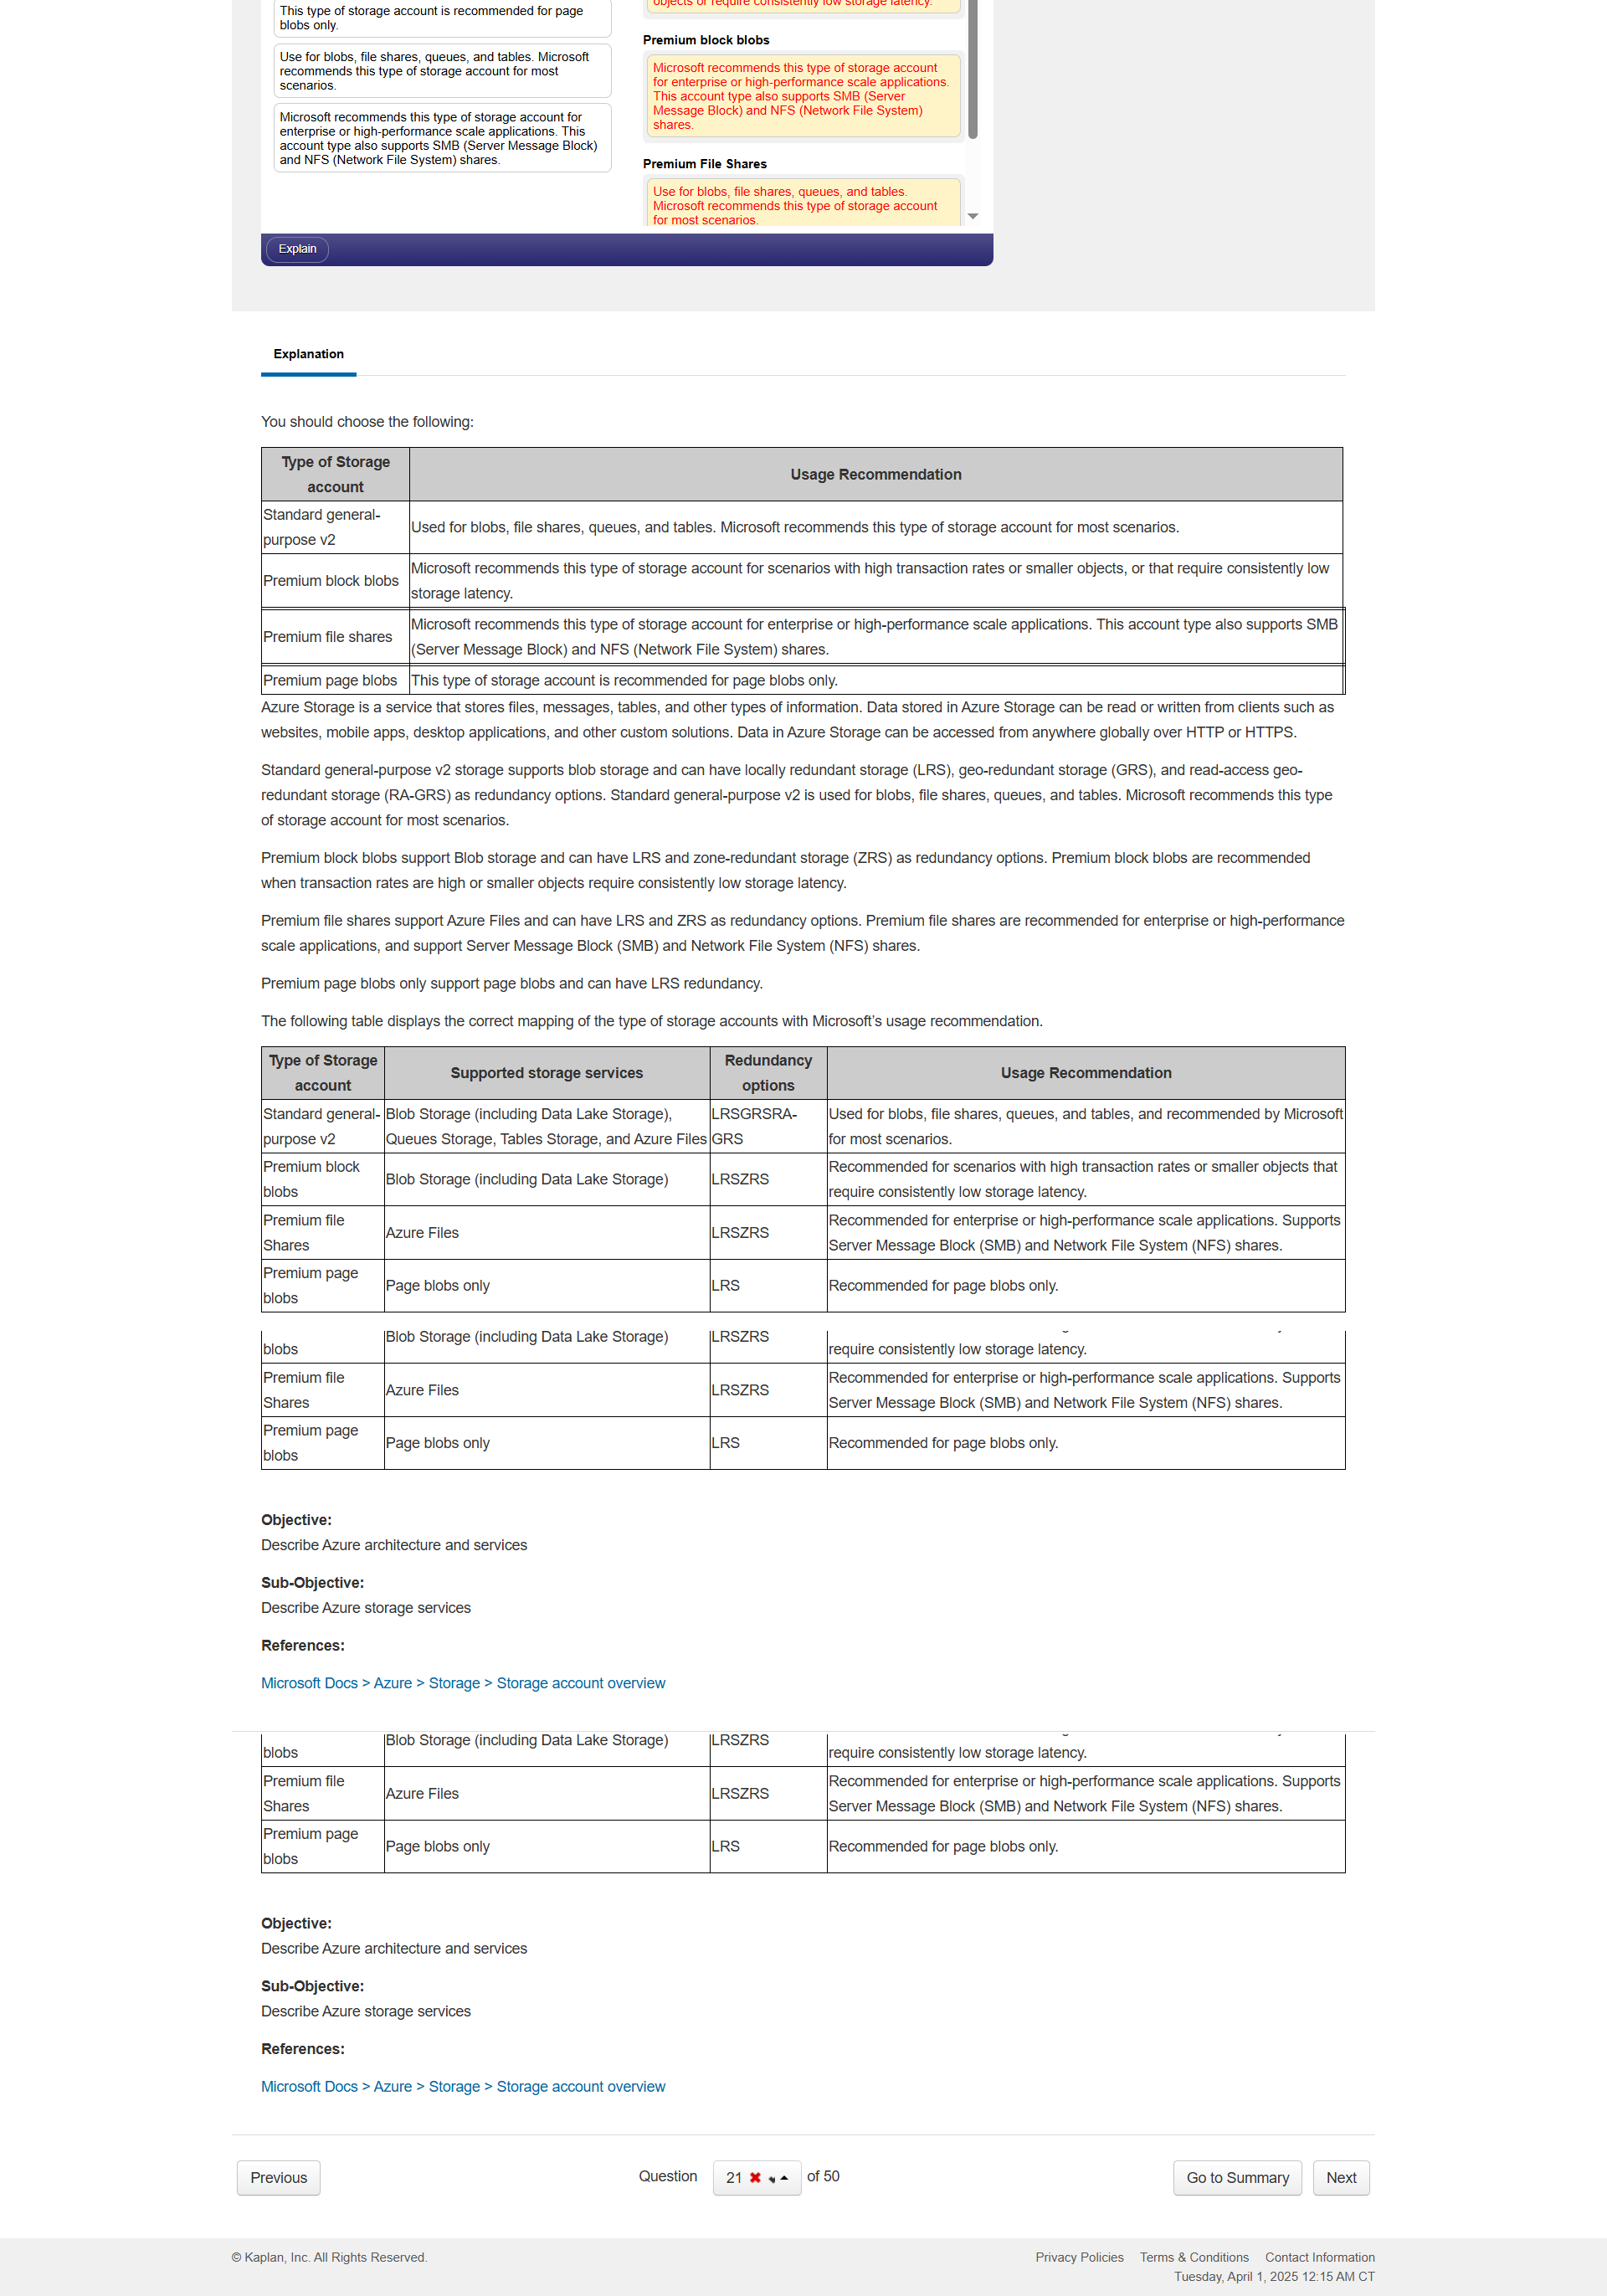 This type of storage account is recommended for page
blobs only.
Use for blobs, file shares, queues, and tables. Microsoft
recommends this type of storage account for most
scenarios.
Microsoft recommends this type of storage account for
enterprise or high-performance scale applications. This
account type also supports SMB (Server Message Block)
and NFS (Network File System) shares.
objects or require consistently low storage latency.
Premium block blobs
Microsoft recommends this type of storage account
for enterprise or high-performance scale applications.
This account type also supports SMB (Server
Message Block) and NFS (Network File System)
shares.
Premium File Shares
Use for blobs, file shares, queues, and tables.
Microsoft recommends this type of storage account
for most scenarios.
Explain
Explanation
You should choose the following:
Type of Storage
account
Usage Recommendation
Standard general-
purpose v2
Used for blobs, file shares, queues, and tables. Microsoft recommends this type of storage account for most scenarios.
Premium block blobs
Microsoft recommends this type of storage account for scenarios with high transaction rates or smaller objects, or that require consistently low
storage latency.
Premium file shares
Microsoft recommends this type of storage account for enterprise or high-performance scale applications. This account type also supports SMB
(Server Message Block) and NFS (Network File System) shares.
Premium page blobs
This type of storage account is recommended for page blobs only.
Azure Storage is a service that stores files, messages, tables, and other types of information. Data stored in Azure Storage can be read or written from clients such as
websites, mobile apps, desktop applications, and other custom solutions. Data in Azure Storage can be accessed from anywhere globally over HTTP or HTTPS.
Standard general-purpose v2 storage supports blob storage and can have locally redundant storage (LRS), geo-redundant storage (GRS), and read-access geo-
redundant storage (RA-GRS) as redundancy options. Standard general-purpose v2 is used for blobs, file shares, queues, and tables. Microsoft recommends this type
of storage account for most scenarios.
Premium block blobs support Blob storage and can have LRS and zone-redundant storage (ZRS) as redundancy options. Premium block blobs are recommended
when transaction rates are high or smaller objects require consistently low storage latency.
Premium file shares support Azure Files and can have LRS and ZRS as redundancy options. Premium file shares are recommended for enterprise or high-performance
scale applications, and support Server Message Block (SMB) and Network File System (NFS) shares.
Premium page blobs only support page blobs and can have LRS redundancy.
The following table displays the correct mapping of the type of storage accounts with Microsoft’s usage recommendation.
Type of Storage
account
Supported storage services
Redundancy
options
Usage Recommendation
Standard general-
purpose v2
Blob Storage (including Data Lake Storage),
Queues Storage, Tables Storage, and Azure Files
LRSGRSRA-
GRS
Used for blobs, file shares, queues, and tables, and recommended by Microsoft
for most scenarios.
Premium block
blobs
Blob Storage (including Data Lake Storage)
LRSZRS
Recommended for scenarios with high transaction rates or smaller objects that
require consistently low storage latency.
Premium file
Shares
Azure Files
LRSZRS
Recommended for enterprise or high-performance scale applications. Supports
Server Message Block (SMB) and Network File System (NFS) shares.
Premium page
blobs
Page blobs only
LRS
Recommended for page blobs only.
blobs
Blob Storage (including Data Lake Storage)
LRSZRS
require consistently low storage latency.
Premium file
Shares
Azure Files
LRSZRS
Recommended for enterprise or high-performance scale applications. Supports
Server Message Block (SMB) and Network File System (NFS) shares.
Premium page
blobs
Page blobs only
LRS
Recommended for page blobs only.
Objective:
Describe Azure architecture and services
Sub-Objective:
Describe Azure storage services
References:
Microsoft Docs > Azure > Storage > Storage account overview
blobs
Blob Storage (including Data Lake Storage)
LRSZRS
require consistently low storage latency.
Premium file
Shares
Azure Files
LRSZRS
Recommended for enterprise or high-performance scale applications. Supports
Server Message Block (SMB) and Network File System (NFS) shares.
Premium page
blobs
Page blobs only
LRS
Recommended for page blobs only.
Objective:
Describe Azure architecture and services
Sub-Objective:
Describe Azure storage services
References:
Microsoft Docs > Azure > Storage > Storage account overview
Previous
Question 21 of 50
Go to Summary
Next
© Kaplan, Inc. All Rights Reserved.
Privacy Policies Terms & Conditions Contact Information
Tuesday, April 1, 2025 12:15 AM CT